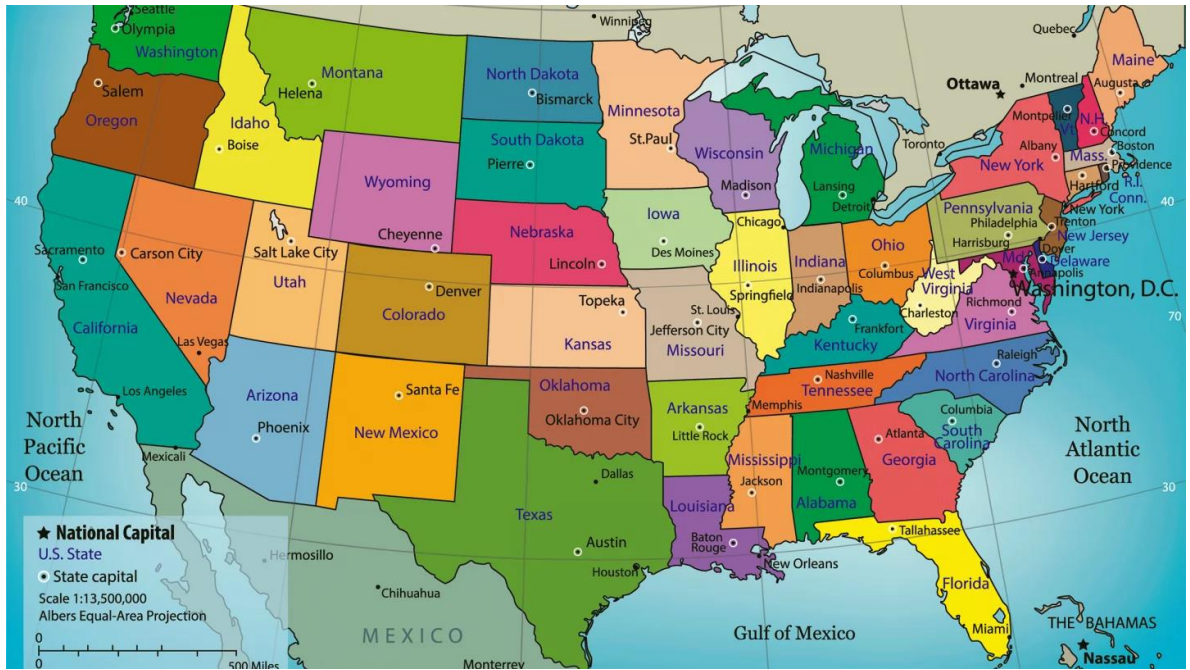 Seattle
Olympia
Washington
Salem
Oregon
Idaho
Boise
Montana
Helena
Wyoming
Cheyenne
North Dakota
Bismarck
South Dakota
Pierre
Nebraska
Lincoln
Minnesota
St.Paul
Wisconsin
Madison
Michigan
Lansing
Detroit
Iowa
Des Moines
Chicago
Illinois
Springfield
Indiana
Indianapolis
Ohio
Columbus
Winnipeg
Quebec
Ottawa
Montreal
Toronto
Maine
Augusta
Montpelier
Vt.
N.H.
Concord
Albany
New York
Mass.
Boston
Providence
Hartford
R.I.
Conn.
New York
Pennsylvania
Philadelphia
Harrisburg
Trenton
New Jersey
Dover
Delaware
Md.
Annapolis
Washington, D.C.
West
Virginia
Charleston
Richmond
Virginia
40
40
70
Sacramento
San Francisco
California
Los Angeles
Carson City
Nevada
Las Vegas
Salt Lake City
Utah
Denver
Colorado
Topeka
Kansas
St. Louis
Jefferson City
Missouri
Frankfort
Kentucky
Nashville
Tennessee
Memphis
Raleigh
North Carolina
Columbia
South
Carolina
Atlanta
Georgia
Arizona
Phoenix
Santa Fe
New Mexico
Oklahoma
Oklahoma City
Arkansas
Little Rock
Mississippi
Jackson
Montgomery
Alabama
Dallas
Texas
Austin
Houston
Louisiana
Baton
Rouge
New Orleans
Tallahassee
Florida
Miami
North
Pacific
Ocean
North
Atlantic
Ocean
30
30
Mexicali
Hermosillo
Chihuahua
MEXICO
Monterrey
Gulf of Mexico
THE BAHAMAS
Nassau
National Capital
U.S. State
State capital
Scale 1:13,500,000
Albers Equal-Area Projection
0
0
500 Miles